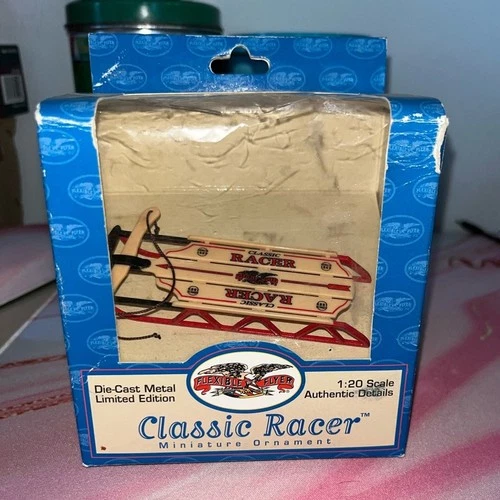 CLASSIC
RACER
RACER
CLASSIC
FLEXIBLE FLYER
Die-Cast Metal
Limited Edition
1:20 Scale
Authentic Details
Classic Racer™
Miniature Ornament